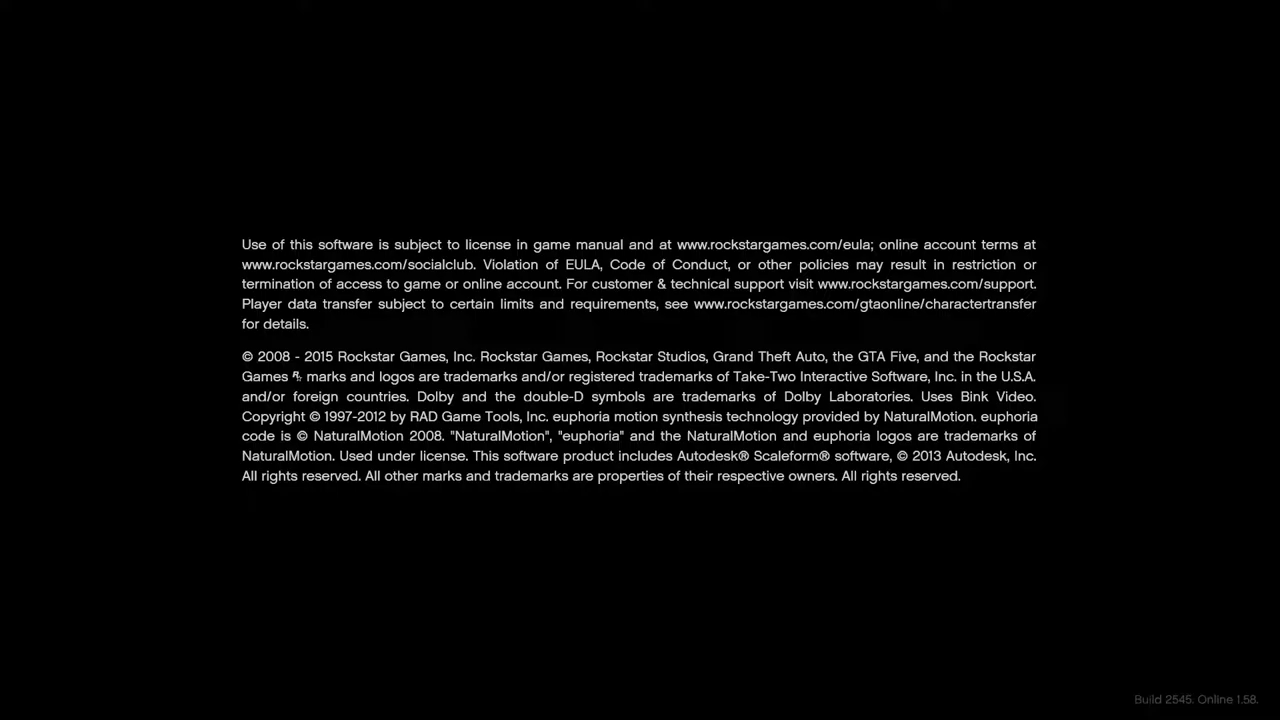 Use of this software is subject to license in game manual and at www.rockstargames.com/eula; online account terms at
www.rockstargames.com/socialclub. Violation of EULA, Code of Conduct, or other policies may result in restriction or
termination of access to game or online account. For customer & technical support visit www.rockstargames.com/support.
Player data transfer subject to certain limits and requirements, see www.rockstargames.com/gtaonline/charactertransfer
for details.
© 2008 - 2015 Rockstar Games, Inc. Rockstar Games, Rockstar Studios, Grand Theft Auto, the GTA Five, and the Rockstar
Games R* marks and logos are trademarks and/or registered trademarks of Take-Two Interactive Software, Inc. in the U.S.A.
and/or foreign countries. Dolby and the double-D symbols are trademarks of Dolby Laboratories. Uses Bink Video.
Copyright © 1997-2012 by RAD Game Tools, Inc. euphoria motion synthesis technology provided by NaturalMotion. euphoria
code is © NaturalMotion 2008. "NaturalMotion", "euphoria" and the NaturalMotion and euphoria logos are trademarks of
NaturalMotion. Used under license. This software product includes Autodesk® Scaleform® software, © 2013 Autodesk, Inc.
All rights reserved. All other marks and trademarks are properties of their respective owners. All rights reserved.
Build 2545. Online 1.58.